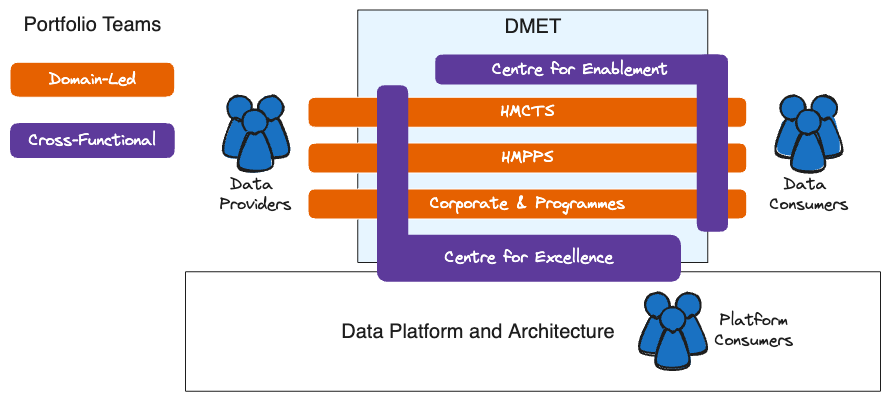 Portfolio Teams
Domain-Led
Cross-Functional
DMET
Centre for Enablement
HMCTS
HMPPS
Corporate & Programmes
Centre for Excellence
Data
Providers
Data
Consumers
Data Platform and Architecture
Platform
Consumers